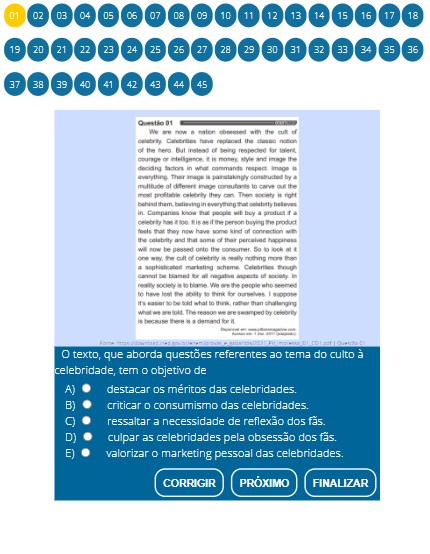 01 02 03 04 05 06 07 08 09 10 11 12 13 14 15 16 17 18
19 20 21 22 23 24 25 26 27 28 29 30 31 32 33 34 35 36
37 38 39 40 41 42 43 44 45
Questão 01
We are now a nation obsessed with the cult of
celebrity. Celebrities have replaced the classic notion
of the hero. But instead of being respected for talent,
courage or intelligence, it is money, style and image the
deciding factors in what commands respect. Image is
everything. Their image is painstakingly constructed by a
multitude of different image consultants to carve out the
most profitable celebrity they can. Then society is right
behind them, believing in everything that celebrity believes
in. Companies know that people will buy a product if a
celebrity has it too. It is as if the person buying the product
feels that they now have some kind of connection with
the celebrity and that some of their perceived happiness
will now be passed onto the consumer. So to look at it
one way, the cult of celebrity is really nothing more than
a sophisticated marketing scheme. Celebrities though
cannot be blamed for all negative aspects of society. In
reality society is to blame. We are the people who seemed
to have lost the ability to think for ourselves. I suppose
it's easier to be told what to think, rather than challenging
what we are told. The reason we are swamped by celebrity
is because there is a demand for it.
Disponível em: www.pitlanemagazine.com.
Acesso em: 7 dez. 2017 (adaptado).
O texto, que aborda questões referentes ao tema do culto à
celebridade, tem o objetivo de
A) destacar os méritos das celebridades.
B) criticar o consumismo das celebridades.
C) ressaltar a necessidade de reflexão dos fãs.
D) culpar as celebridades pela obsessão dos fãs.
E) valorizar o marketing pessoal das celebridades.
CORRIGIR PRÓXIMO FINALIZAR